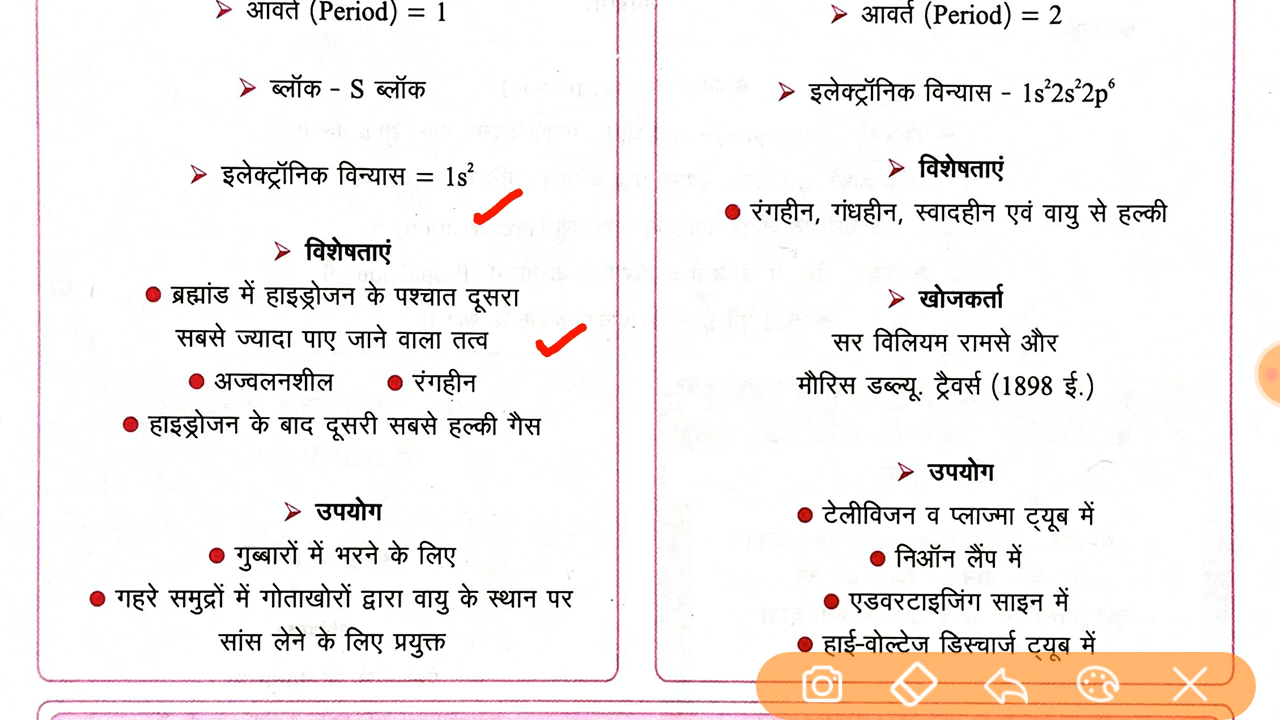 आवर्त (Period) = 1
ब्लॉक - S ब्लॉक
इलेक्ट्रॉनिक विन्यास = 1s²
विशेषताएं
ब्रह्मांड में हाइड्रोजन के पश्चात दूसरा
सबसे ज्यादा पाए जाने वाला तत्व
अज्वलनशील
रंगहीन
हाइड्रोजन के बाद दूसरी सबसे हल्की गैस
उपयोग
गुब्बारों में भरने के लिए
गहरे समुद्रों में गोताखोरों द्वारा वायु के स्थान पर
सांस लेने के लिए प्रयुक्त
आवर्त (Period) = 2
इलेक्ट्रॉनिक विन्यास - 1s²2s²2p⁶
विशेषताएं
रंगहीन, गंधहीन, स्वादहीन एवं वायु से हल्की
खोजकर्ता
सर विलियम रामसे और
मौरिस डब्ल्यू. ट्रैवर्स (1898 ई.)
उपयोग
टेलीविजन व प्लाज्मा ट्यूब में
निऑन लैंप में
एडवरटाइजिंग साइन में
हाई-वोल्टेज डिस्चार्ज ट्यूब में